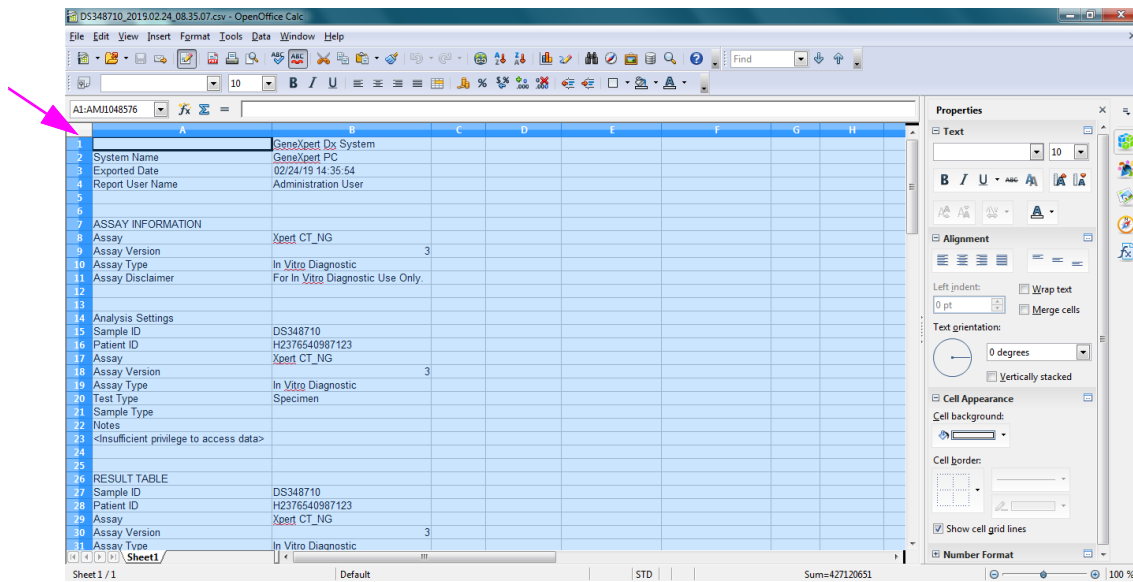 DS348710_2019.02.24_08.35.07.csv - OpenOffice Calc
File Edit View Insert Format Tools Data Window Help
Find
10
A1:AMJ1048576
A B C D E F G H
1 GeneXpert Dx System
2 System Name GeneXpert PC
3 Exported Date 02/24/19 14:35:54
4 Report User Name Administration User
5
6
7 ASSAY INFORMATION
8 Assay Xpert CT_NG
9 Assay Version 3
10 Assay Type In Vitro Diagnostic
11 Assay Disclaimer For In Vitro Diagnostic Use Only.
12
13
14 Analysis Settings
15 Sample ID DS348710
16 Patient ID H2376540987123
17 Assay Xpert CT_NG
18 Assay Version 3
19 Assay Type In Vitro Diagnostic
20 Test Type Specimen
21 Sample Type
22 Notes
23 <Insufficient privilege to access data>
24
25
26 RESULT TABLE
27 Sample ID DS348710
28 Patient ID H2376540987123
29 Assay Xpert CT_NG
30 Assay Version 3
31 Assay Type In Vitro Diagnostic
Sheet1
Sheet 1 / 1 Default STD Sum=427120651 100 %
Properties
Text
10
B I U ABC
Alignment
Left indent:
Wrap text
0 pt
Merge cells
Text orientation:
0 degrees
Vertically stacked
Cell Appearance
Cell background:
Cell border:
Show cell grid lines
Number Format